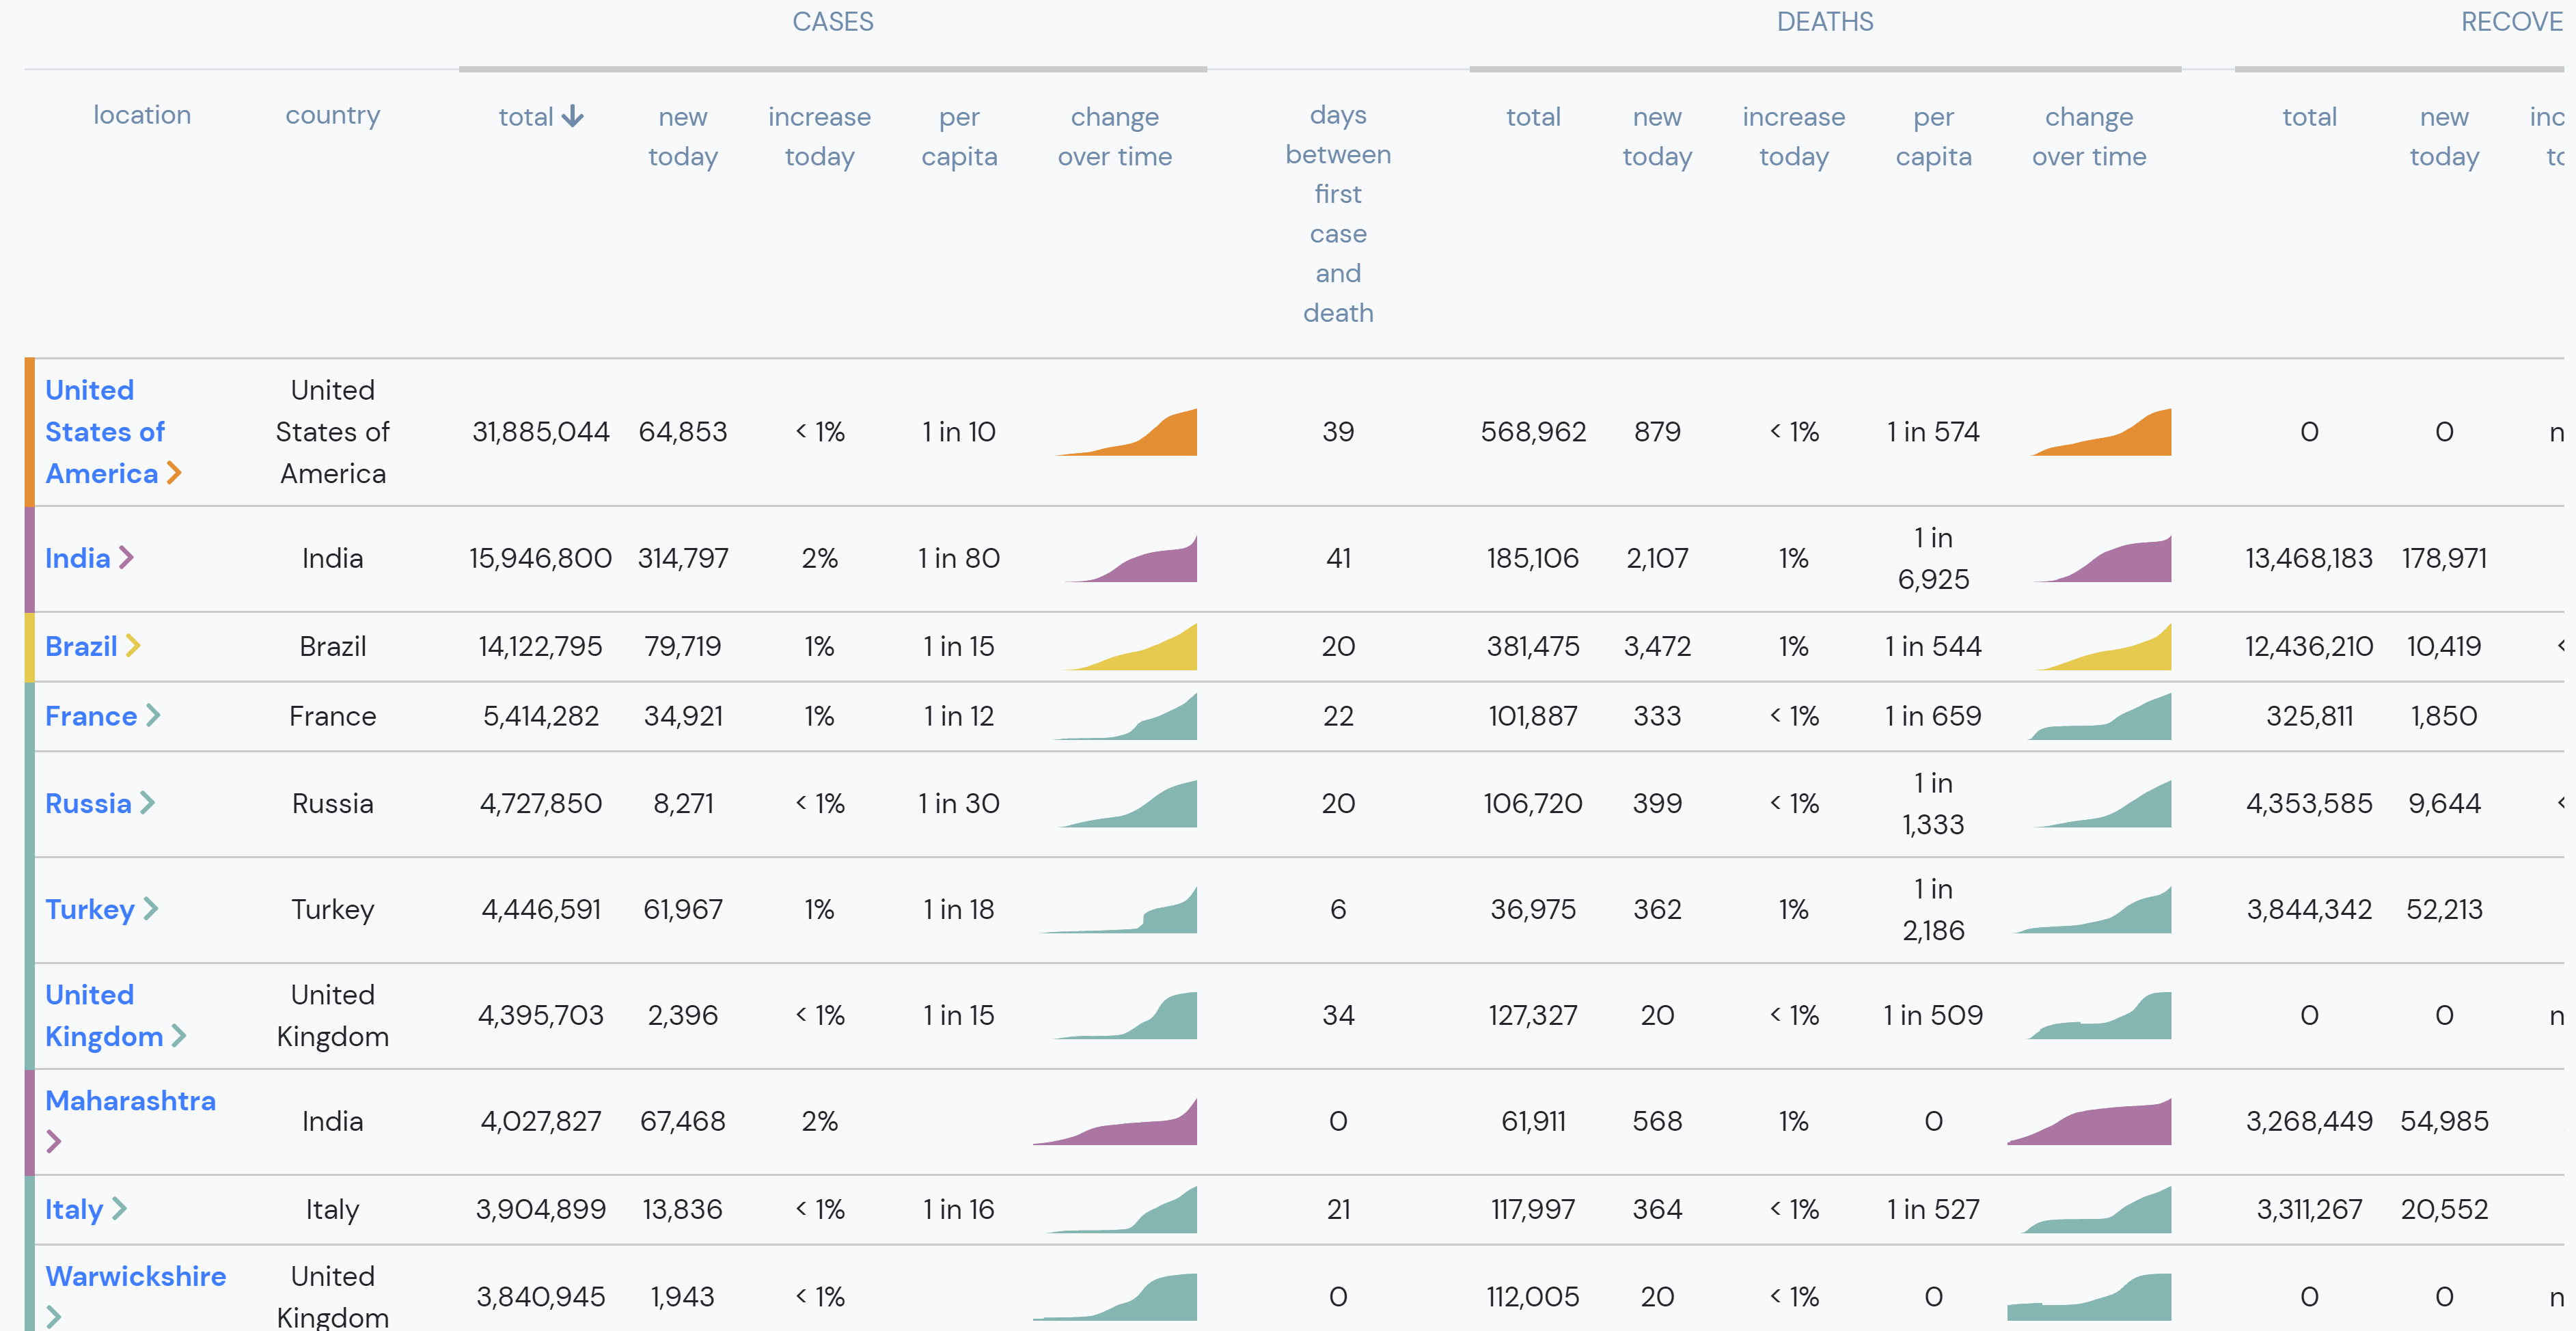 CASES DEATHS RECOVE
location country total new today increase today per capita change over time days between first case and death total new today increase today per capita change over time total new today inc to
United States of America United States of America 31,885,044 64,853 < 1% 1 in 10 39 568,962 879 < 1% 1 in 574 0 0 n
India India 15,946,800 314,797 2% 1 in 80 41 185,106 2,107 1% 1 in 6,925 13,468,183 178,971
Brazil Brazil 14,122,795 79,719 1% 1 in 15 20 381,475 3,472 1% 1 in 544 12,436,210 10,419 <
France France 5,414,282 34,921 1% 1 in 12 22 101,887 333 < 1% 1 in 659 325,811 1,850
Russia Russia 4,727,850 8,271 < 1% 1 in 30 20 106,720 399 < 1% 1 in 1,333 4,353,585 9,644 <
Turkey Turkey 4,446,591 61,967 1% 1 in 18 6 36,975 362 1% 1 in 2,186 3,844,342 52,213
United Kingdom United Kingdom 4,395,703 2,396 < 1% 1 in 15 34 127,327 20 < 1% 1 in 509 0 0 n
Maharashtra India 4,027,827 67,468 2% 0 61,911 568 1% 0 3,268,449 54,985
Italy Italy 3,904,899 13,836 < 1% 1 in 16 21 117,997 364 < 1% 1 in 527 3,311,267 20,552
Warwickshire United Kingdom 3,840,945 1,943 < 1% 0 112,005 20 < 1% 0 0 0 n